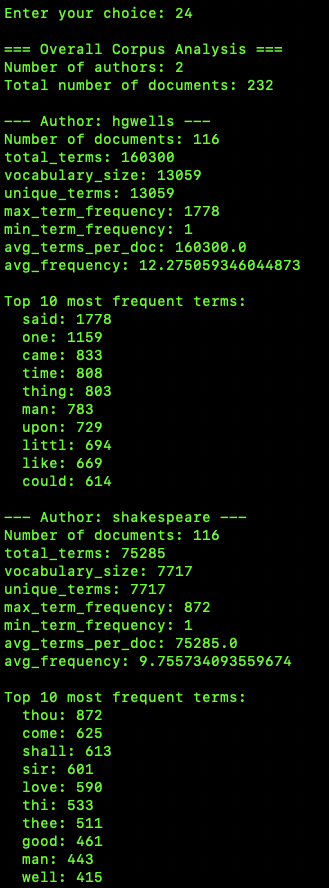 Enter your choice: 24
=== Overall Corpus Analysis ===
Number of authors: 2
Total number of documents: 232
--- Author: hgwells ---
Number of documents: 116
total_terms: 160300
vocabulary_size: 13059
unique_terms: 13059
max_term_frequency: 1778
min_term_frequency: 1
avg_terms_per_doc: 160300.0
avg_frequency: 12.275059346044873
Top 10 most frequent terms:
said: 1778
one: 1159
came: 833
time: 808
thing: 803
man: 783
upon: 729
littl: 694
like: 669
could: 614
--- Author: shakespeare ---
Number of documents: 116
total_terms: 75285
vocabulary_size: 7717
unique_terms: 7717
max_term_frequency: 872
min_term_frequency: 1
avg_terms_per_doc: 75285.0
avg_frequency: 9.755734093559674
Top 10 most frequent terms:
thou: 872
come: 625
shall: 613
sir: 601
love: 590
thi: 533
thee: 511
good: 461
man: 443
well: 415